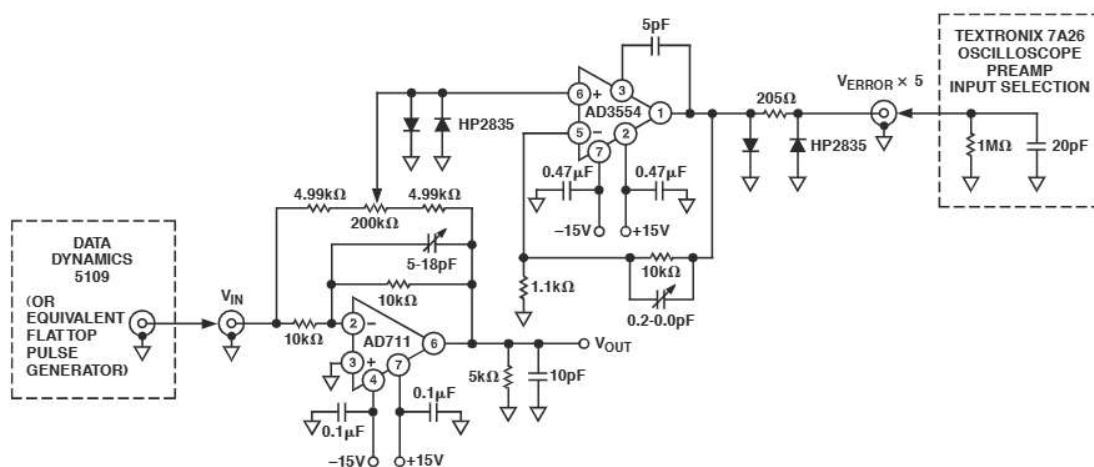 5pF
TEXTRONIX 7A26
OSCILLOSCOPE
PREAMP
INPUT SELECTION
VERROR × 5
6
+
3
AD3554
1
205Ω
HP2835
5
−
2
7
HP2835
1MΩ
20pF
0.47µF
0.47µF
4.99kΩ
4.99kΩ
200kΩ
–15V
+15V
DATA
DYNAMICS
5109
(OR
EQUIVALENT
FLAT TOP
PULSE
GENERATOR)
5-18pF
10kΩ
1.1kΩ
10kΩ
0.2-0.0pF
VIN
10kΩ
2
−
AD711
6
3
+
4
7
VOUT
5kΩ
10pF
0.1µF
0.1µF
–15V
+15V